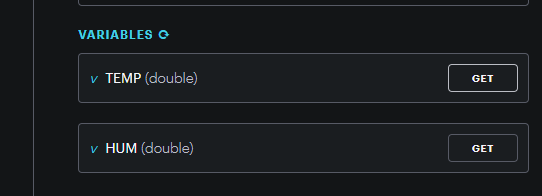 VARIABLES
v TEMP (double) GET
v HUM (double) GET